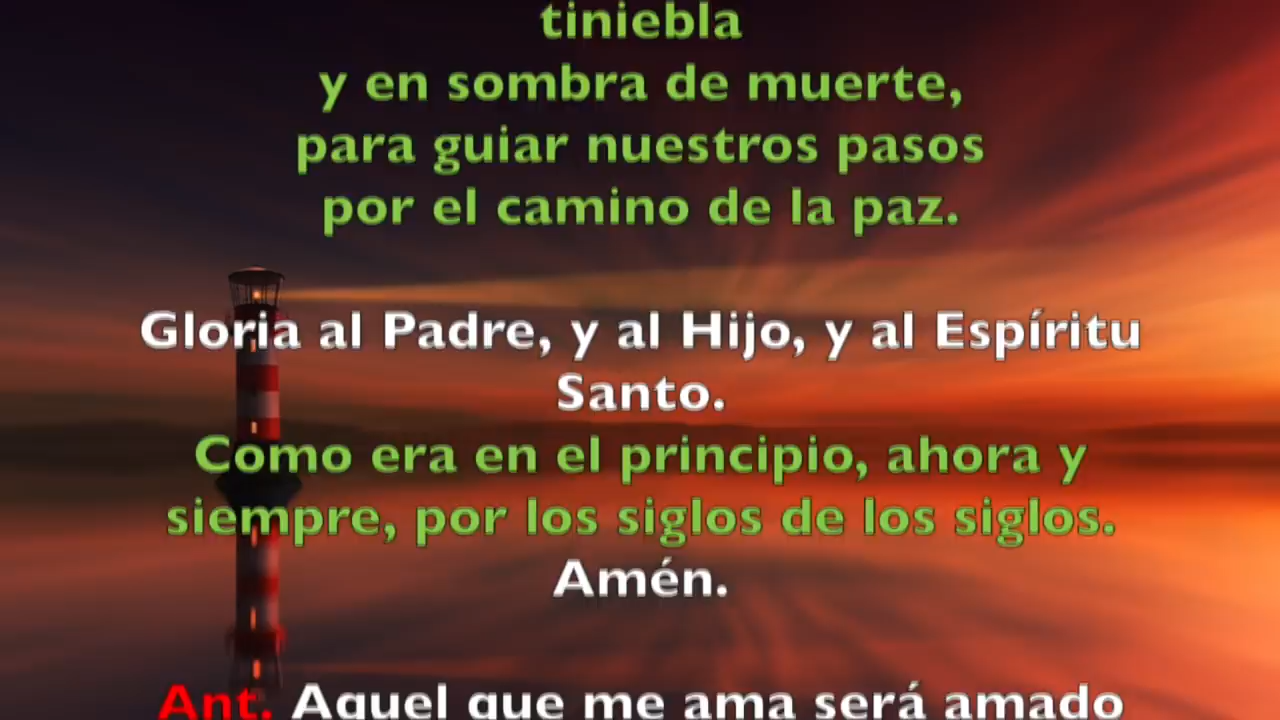 tiniebla
y en sombra de muerte,
para guiar nuestros pasos
por el camino de la paz.
Gloria al Padre, y al Hijo, y al Espíritu
Santo.
Como era en el principio, ahora y
siempre, por los siglos de los siglos.
Amén.
Ant. Aquel que me ama será amado